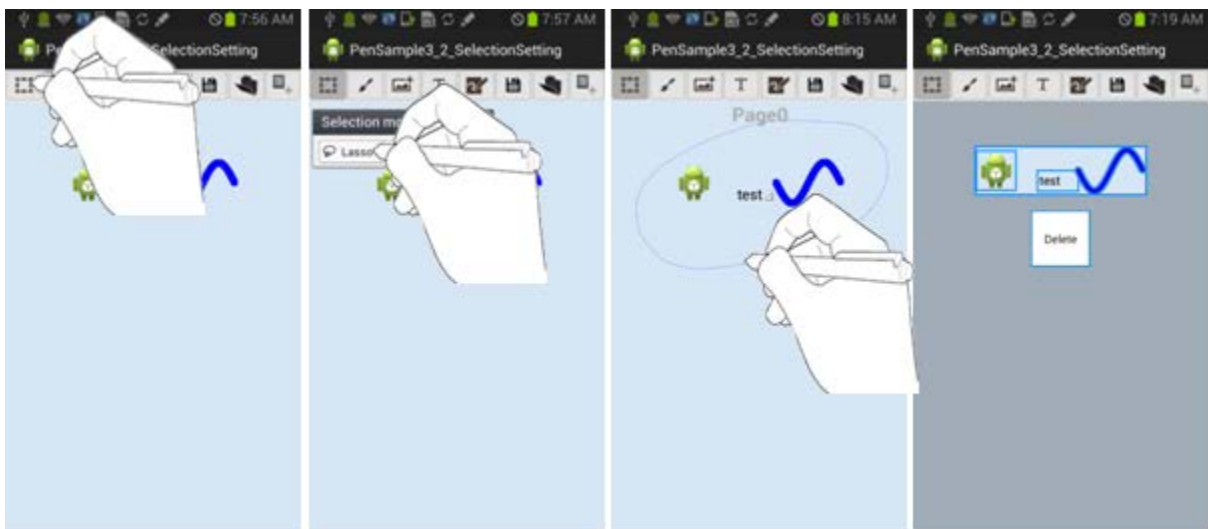 7:56 AM
SelectionSetting
T
7:57 AM
PenSample3_2_SelectionSetting
T
Selection mo
Lasso
8:15 AM
PenSample3_2_SelectionSetting
T
Page0
test
7:19 AM
PenSample3_2_SelectionSetting
T
test
Delete